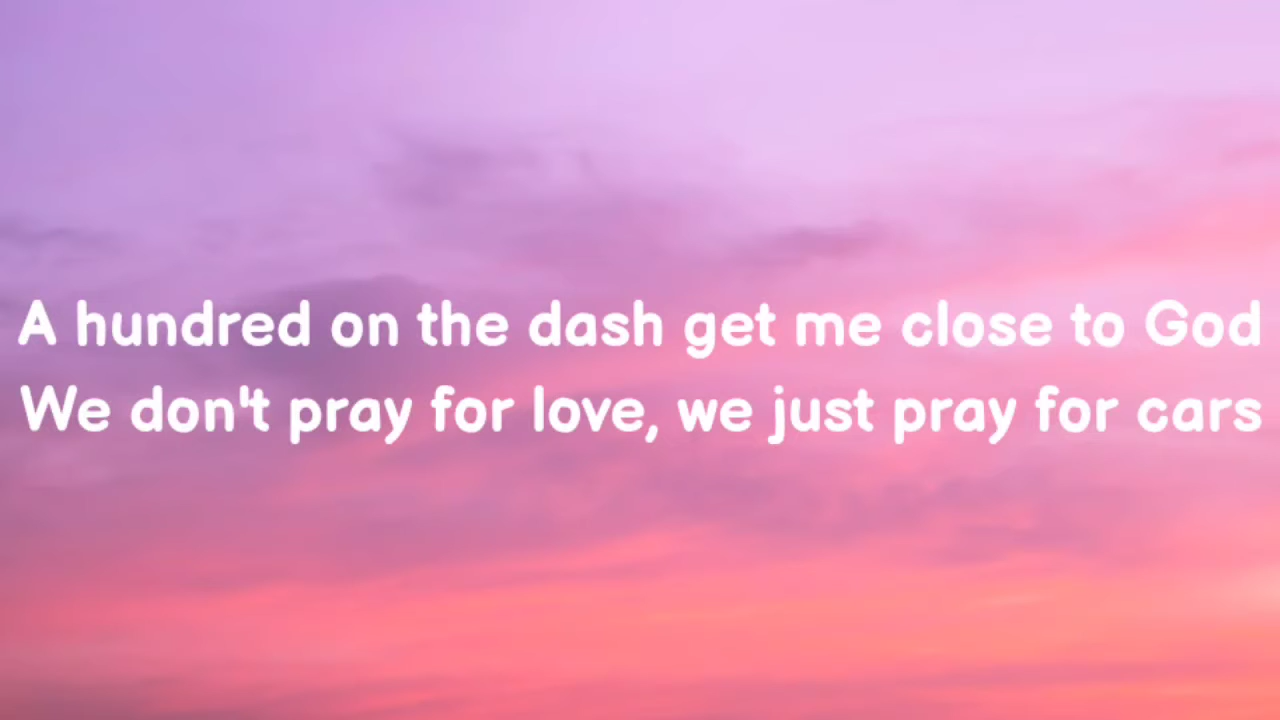 A hundred on the dash get me close to God
We don't pray for love, we just pray for cars